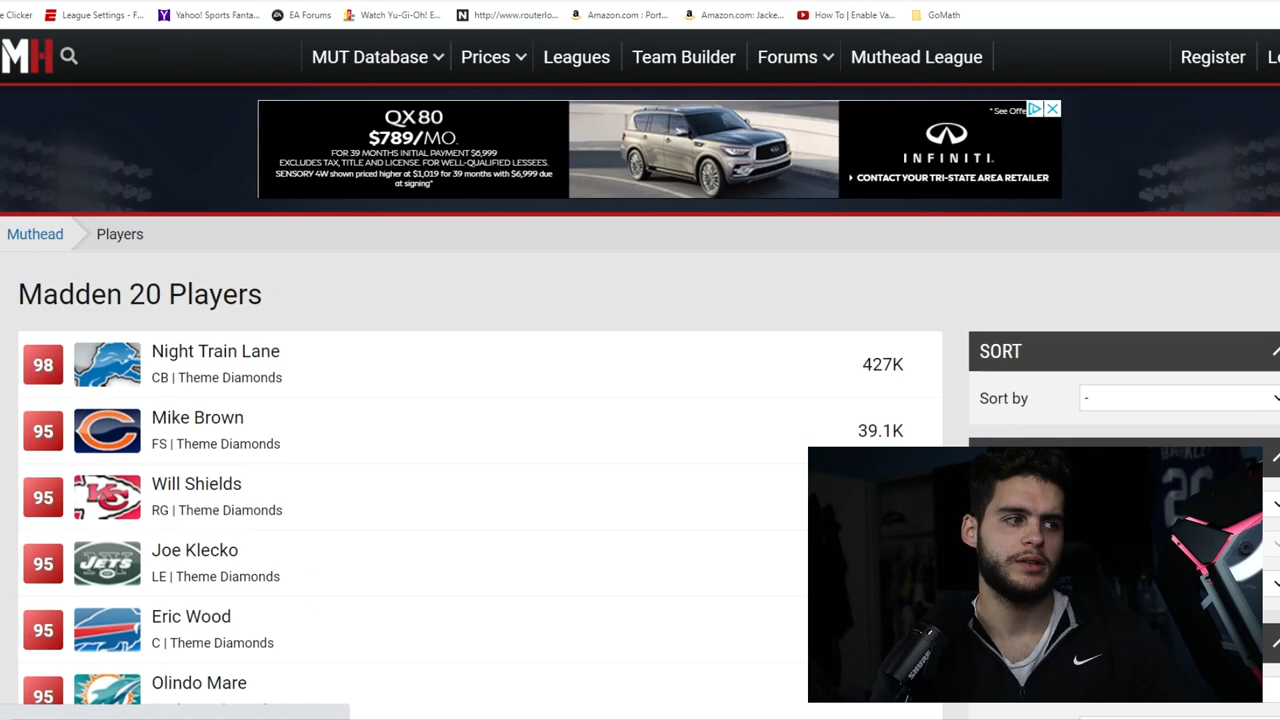 e Clicker
League Settings - F...
Yahoo! Sports Fanta...
EA Forums
Watch Yu-Gi-Oh! E...
http://www.routerlo...
Amazon.com : Port...
Amazon.com: Jacke...
How To | Enable Va...
GoMath
MH
MUT Database
Prices
Leagues
Team Builder
Forums
Muthead League
Register
QX80
$789/MO.
FOR 39 MONTHS INITIAL PAYMENT $6,999
EXCLUDES TAX, TITLE AND LICENSE. FOR WELL-QUALIFIED LESSEES.
SENSORY 4W shown priced higher at $1,019 for 39 months with $6,999 due
at signing*
* See Offe
INFINITI.
CONTACT YOUR TRI-STATE AREA RETAILER
Muthead
Players
Madden 20 Players
98
Night Train Lane
CB | Theme Diamonds
427K
95
Mike Brown
FS | Theme Diamonds
39.1K
95
KC
Will Shields
RG | Theme Diamonds
95
JETS
Joe Klecko
LE | Theme Diamonds
95
Eric Wood
C | Theme Diamonds
95
Olindo Mare
SORT
Sort by
-
SHURE